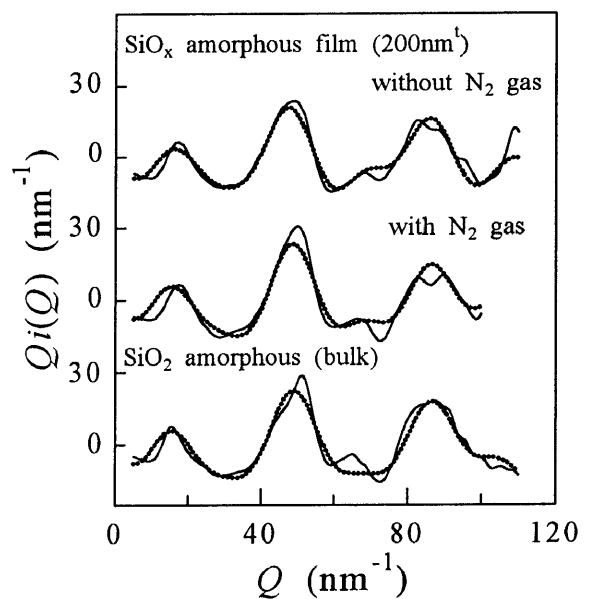 SiOx amorphous film (200nmt)
without N2 gas
30
0
with N2 gas
30
0
SiO2 amorphous (bulk)
30
0
Qi(Q) (nm-1)
0 40 80 120
Q (nm-1)